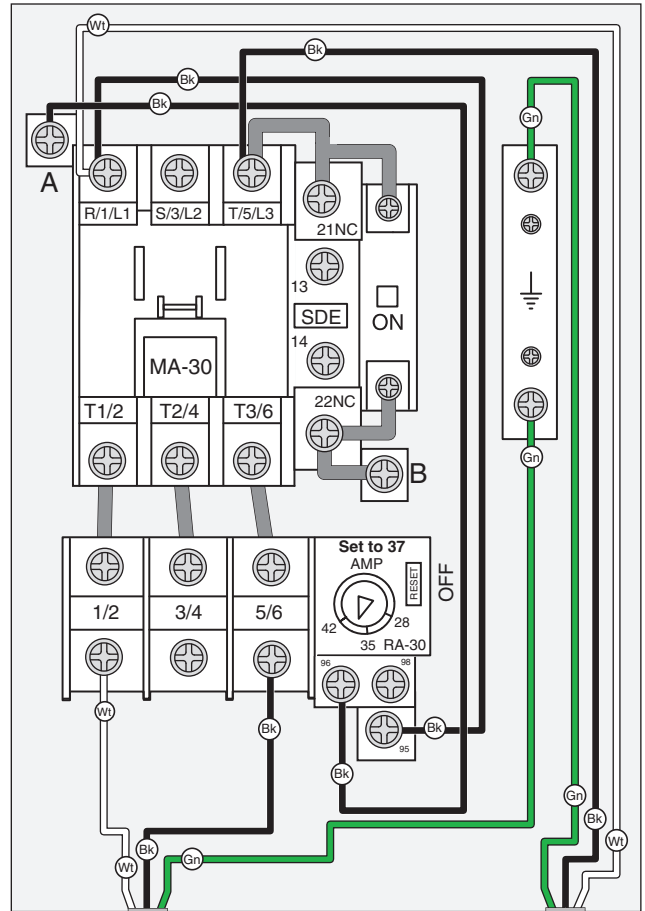 Wt
Bk
Bk
Bk
Gn
A
R/1/L1 S/3/L2 T/5/L3
21NC
13
SDE
ON
14
MA-30
22NC
T1/2 T2/4 T3/6
Gn
B
Set to 37
AMP
RESET
OFF
1/2 3/4 5/6
42 28
35 RA-30
96 98
Wt
Bk
Bk
95
Bk
Gn
Bk
Wt
Bk
Gn
Wt